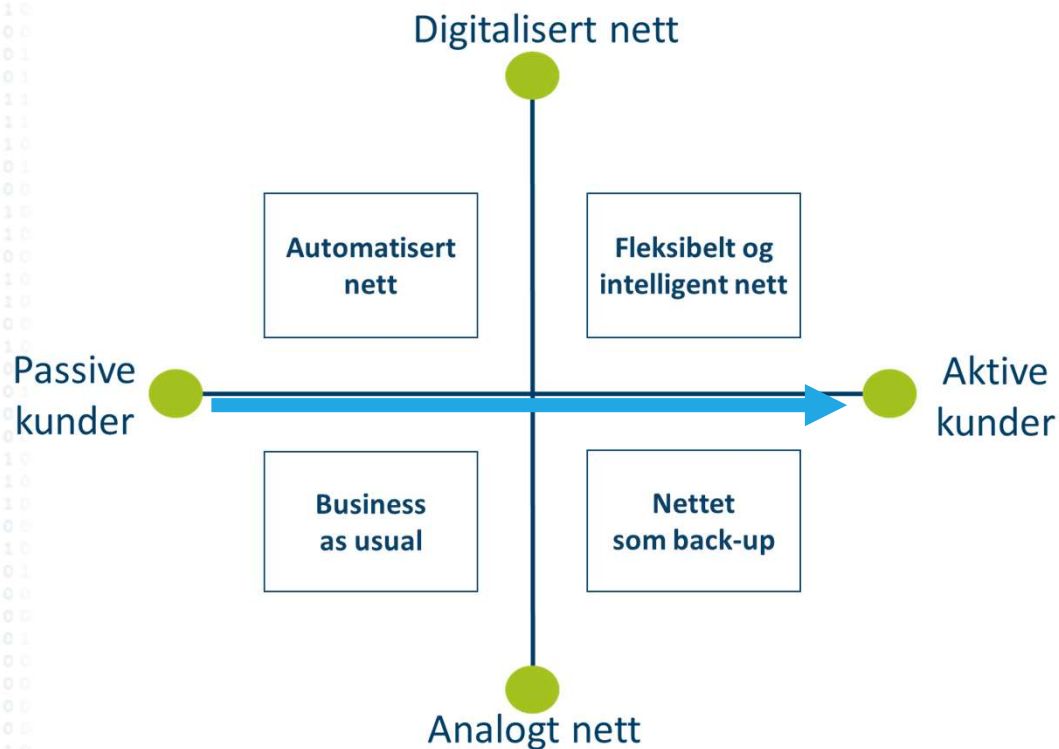 Digitalisert nett
Automatisert
nett
Fleksibelt og
intelligent nett
Passive
kunder
Aktive
kunder
Business
as usual
Nettet
som back-up
Analogt nett